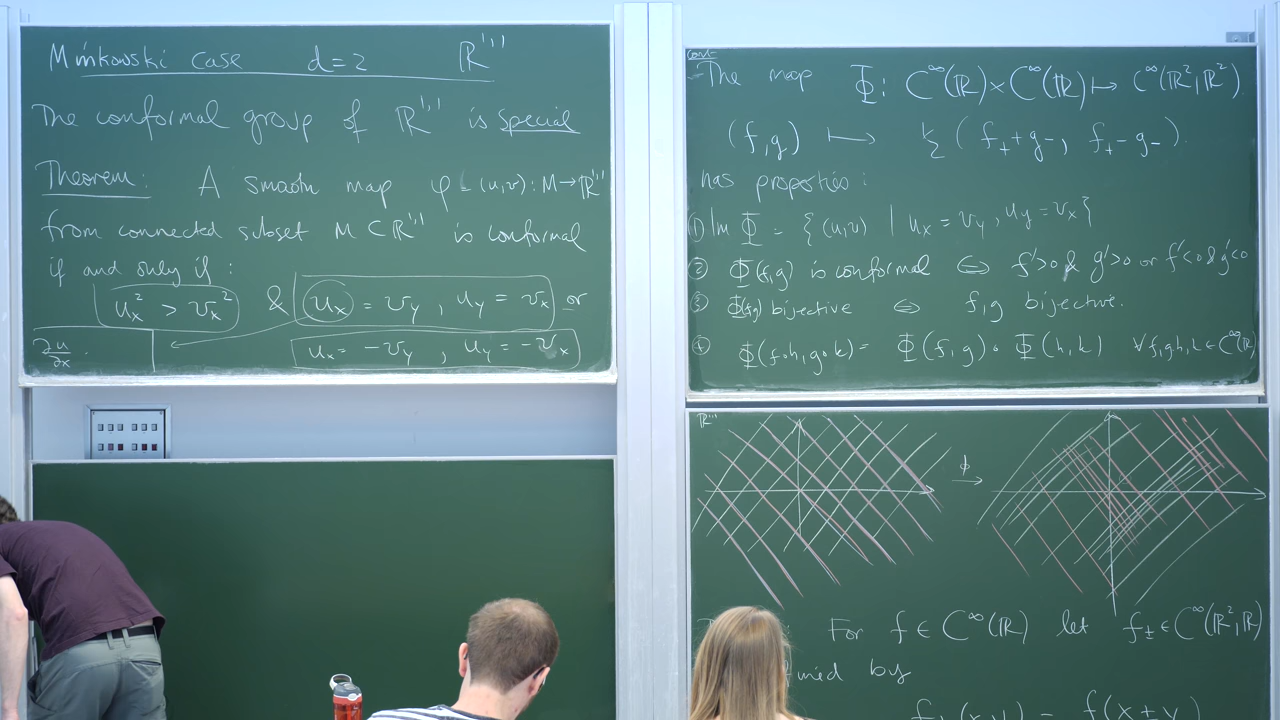 Minkowski case d=2 ℝ^{1,1}
The conformal group of ℝ^{1,1} is special
Theorem: A smooth map φ = (u,v): M → ℝ^{1,1}
from connected subset M ⊂ ℝ^{1,1} is conformal
if and only if:
u_x² > v_x² & u_x = v_y, u_y = v_x or
∂u/∂x. u_x = -v_y, u_y = -v_x
cont-
The map Φ: C^∞(ℝ) × C^∞(ℝ) ↦ C^∞(ℝ², ℝ²)
(f,g) ↦ ½ (f_+ + g_-, f_+ - g_-).
has properties:
(1) Im Φ = {(u,v) | u_x = v_y, u_y = v_x}
② Φ(f,g) is conformal ⇔ f'>0 & g'>0 or f'<0 & g'<0
③ Φ(f,g) bijective ⇔ f,g bijective.
④ Φ(f∘h, g∘k) = Φ(f,g) ∘ Φ(h,k) ∀f,g,h,k ∈ C^∞(ℝ)
ℝ^{1,1} Φ →
For f ∈ C^∞(ℝ) let f_± ∈ C^∞(ℝ², ℝ)
by
f(x+y)